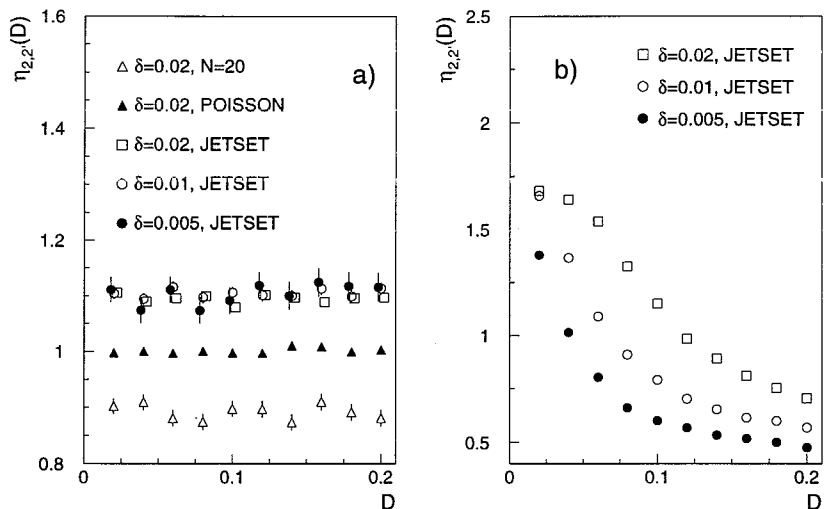 η2,2'(D)
1.6
1.4
1.2
1
0.8
a)
△ δ=0.02, N=20
▲ δ=0.02, POISSON
□ δ=0.02, JETSET
○ δ=0.01, JETSET
● δ=0.005, JETSET
0 0.1 0.2
D
η2,2'(D)
2.5
2
1.5
1
0.5
b)
□ δ=0.02, JETSET
○ δ=0.01, JETSET
● δ=0.005, JETSET
0 0.1 0.2
D